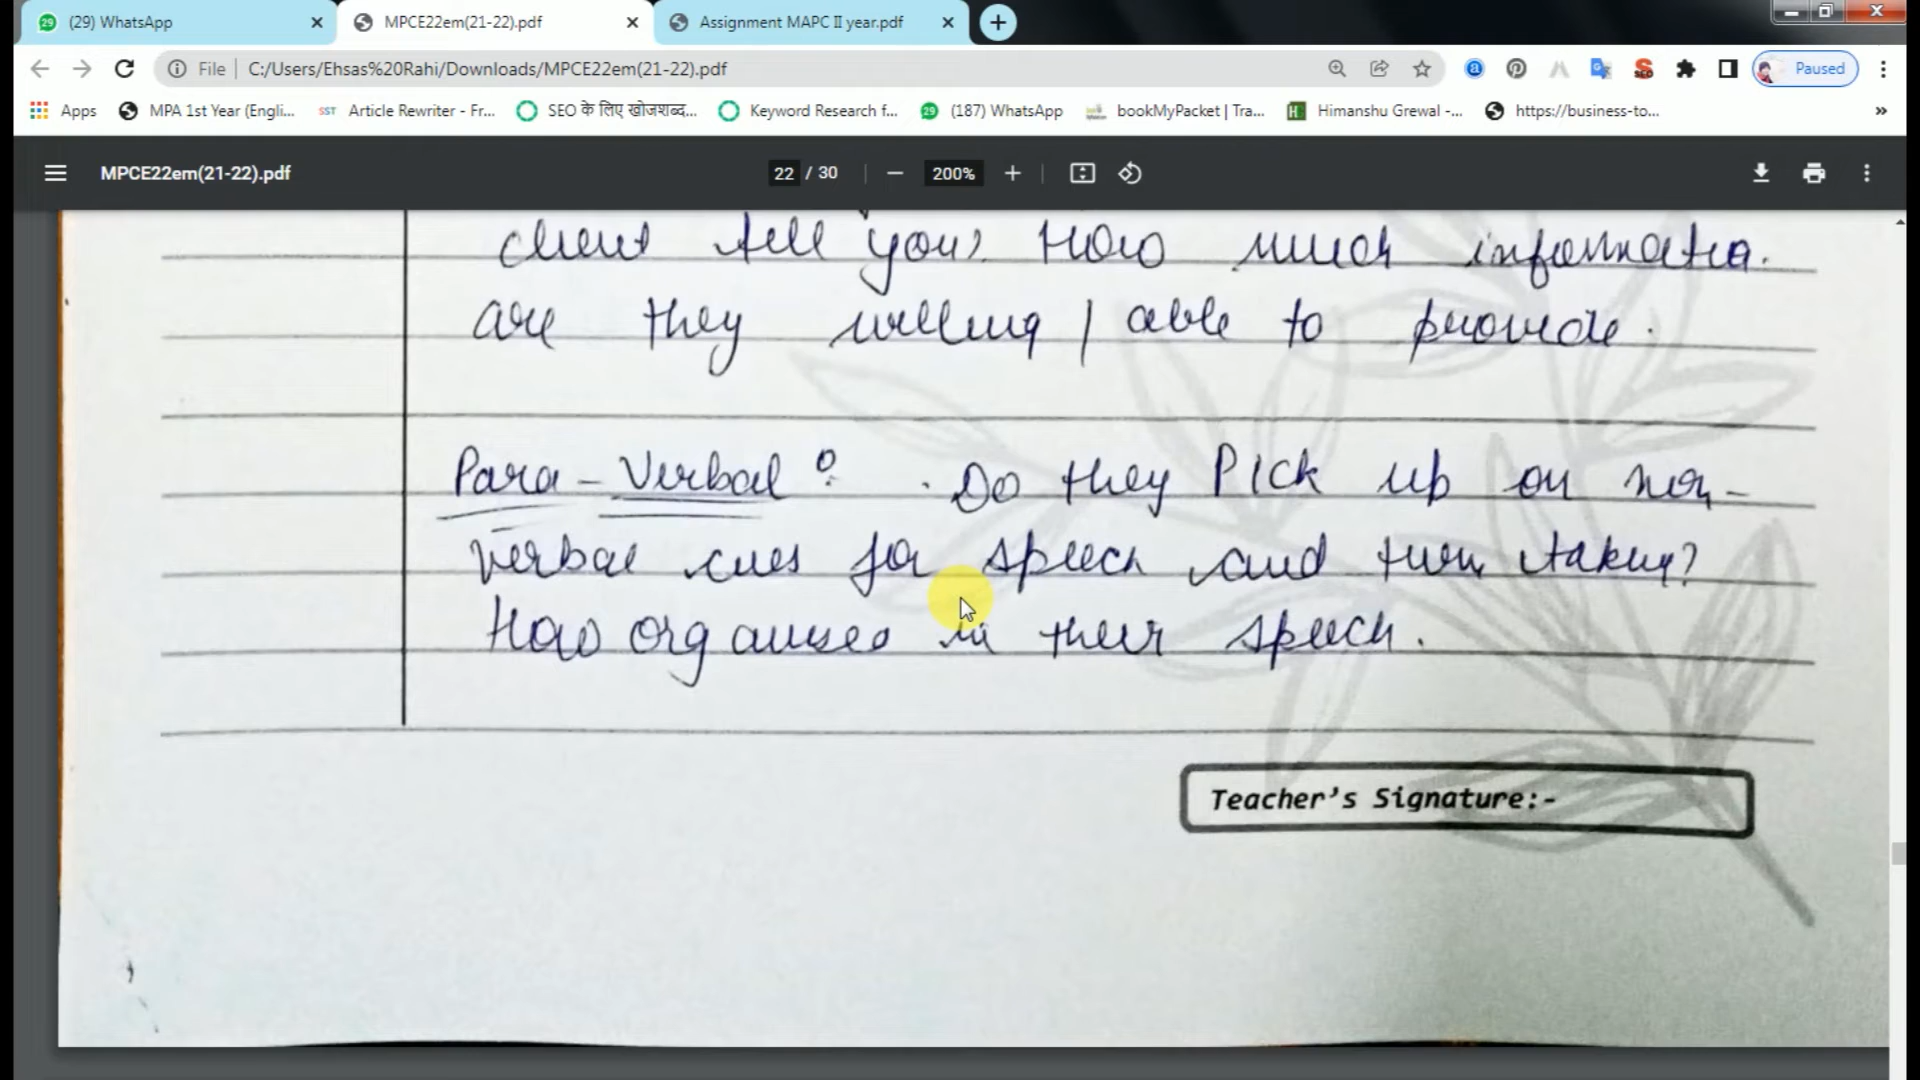 (29) WhatsApp
MPCE22em(21-22).pdf
Assignment MAPC II year.pdf
File
C:/Users/Ehsas%20Rahi/Downloads/MPCE22em(21-22).pdf
Paused
Apps
MPA 1st Year (Engli...
SST
Article Rewriter - Fr...
SEO के लिए खोजशब्द...
Keyword Research f...
(187) WhatsApp
bookMyPacket | Tra...
Himanshu Grewal -...
https://business-to...
»
MPCE22em(21-22).pdf
22 / 30
200%
client tell you? How much information.
are they willing / able to provide.
Para-Verbal : . Do they Pick up on non-
verbal cues for speech and turn taking?
How organised in their speech.
Teacher's Signature:-